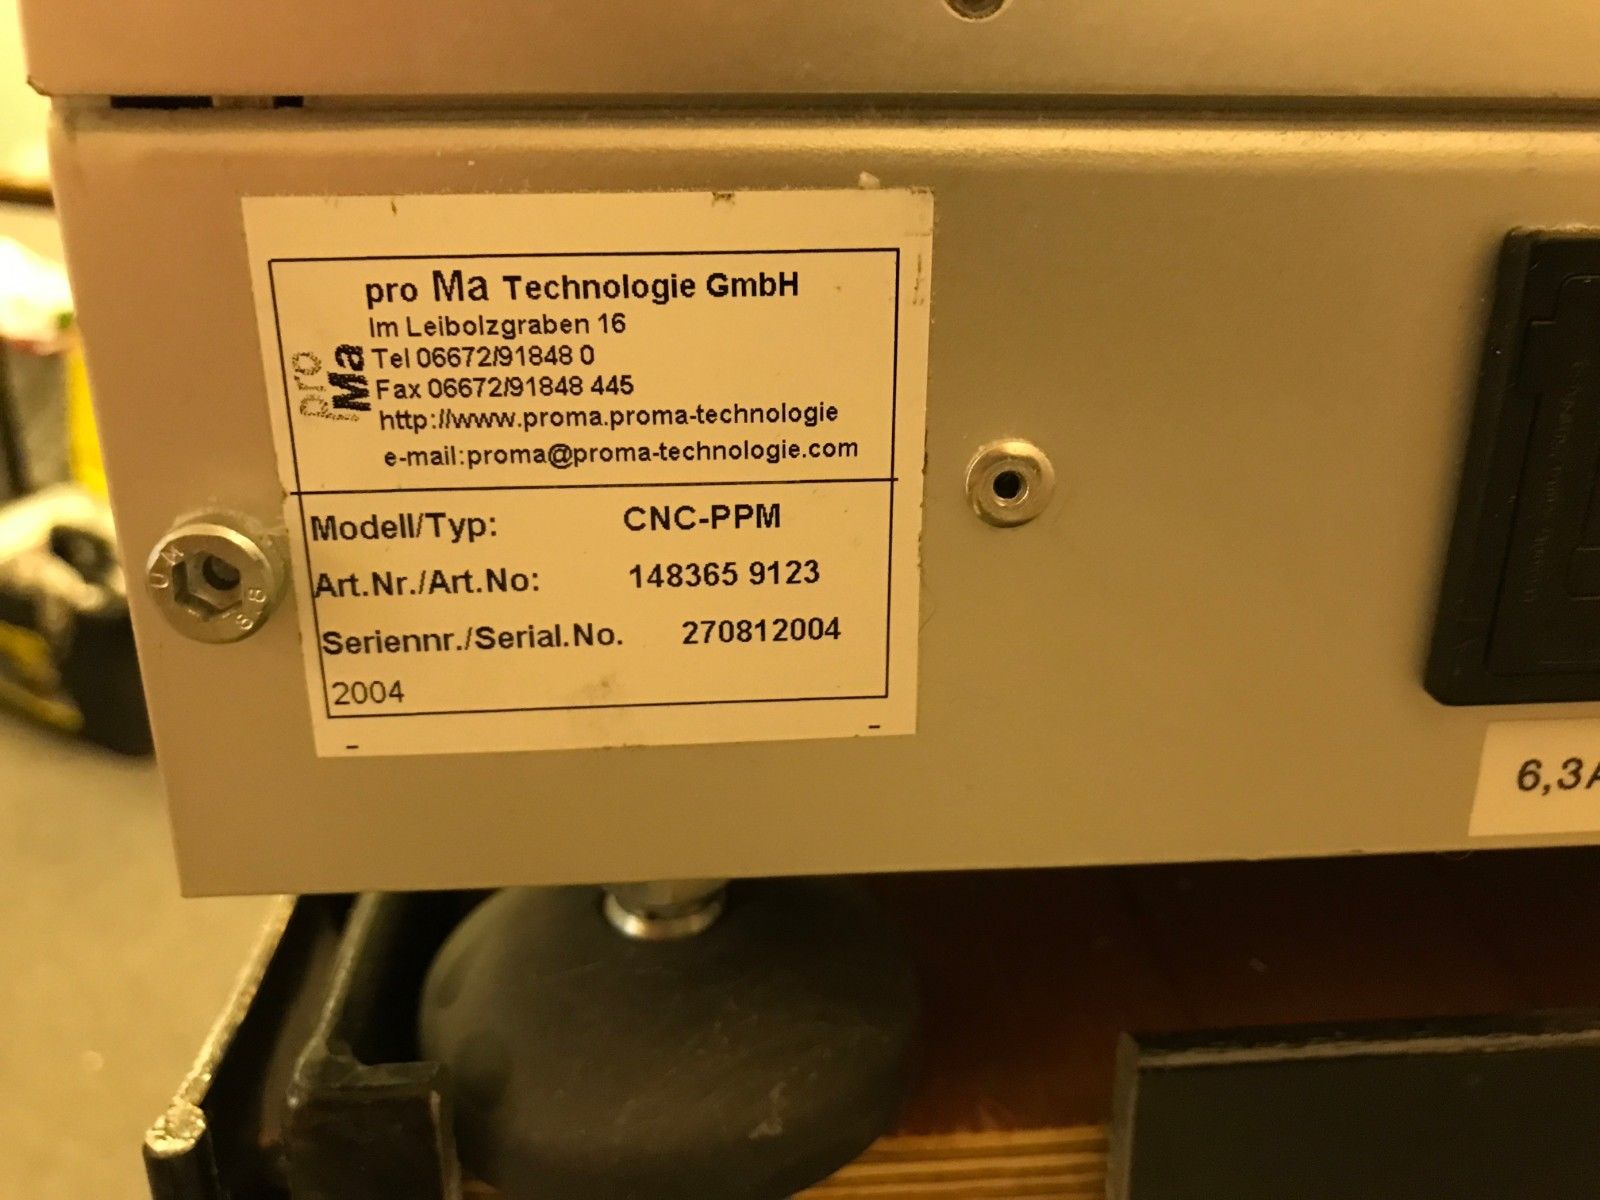 pro Ma Technologie GmbH
Im Leibolzgraben 16
Tel 06672/91848 0
Fax 06672/91848 445
http://www.proma.proma-technologie
e-mail:proma@proma-technologie.com
pro
Ma
Modell/Typ: CNC-PPM
Art.Nr./Art.No: 148365 9123
Seriennr./Serial.No. 270812004
2004
8.8
6,3A